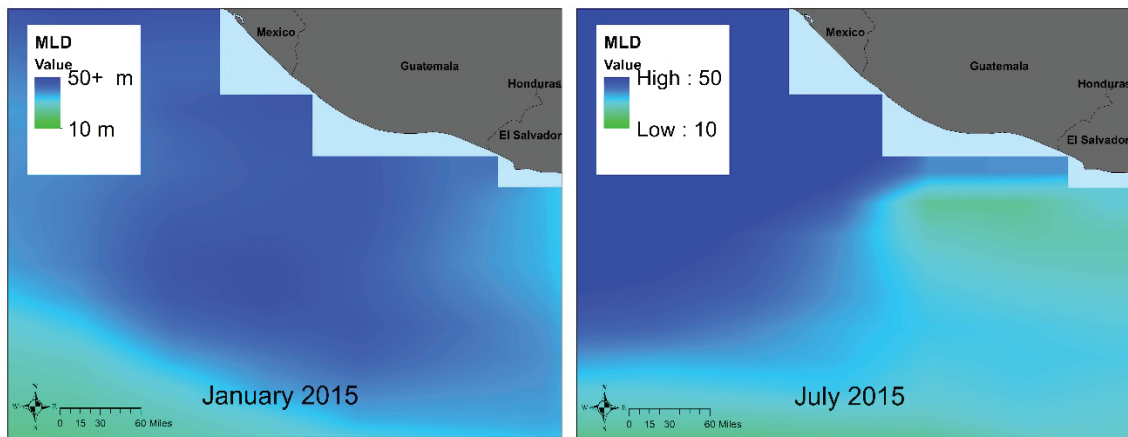 MLD
Value
50+ m
10 m
Mexico
Guatemala
Honduras
El Salvador
N
W E
S
0 15 30 60 Miles
January 2015
MLD
Value
High : 50
Low : 10
Mexico
Guatemala
Honduras
El Salvador
N
W E
S
0 15 30 60 Miles
July 2015